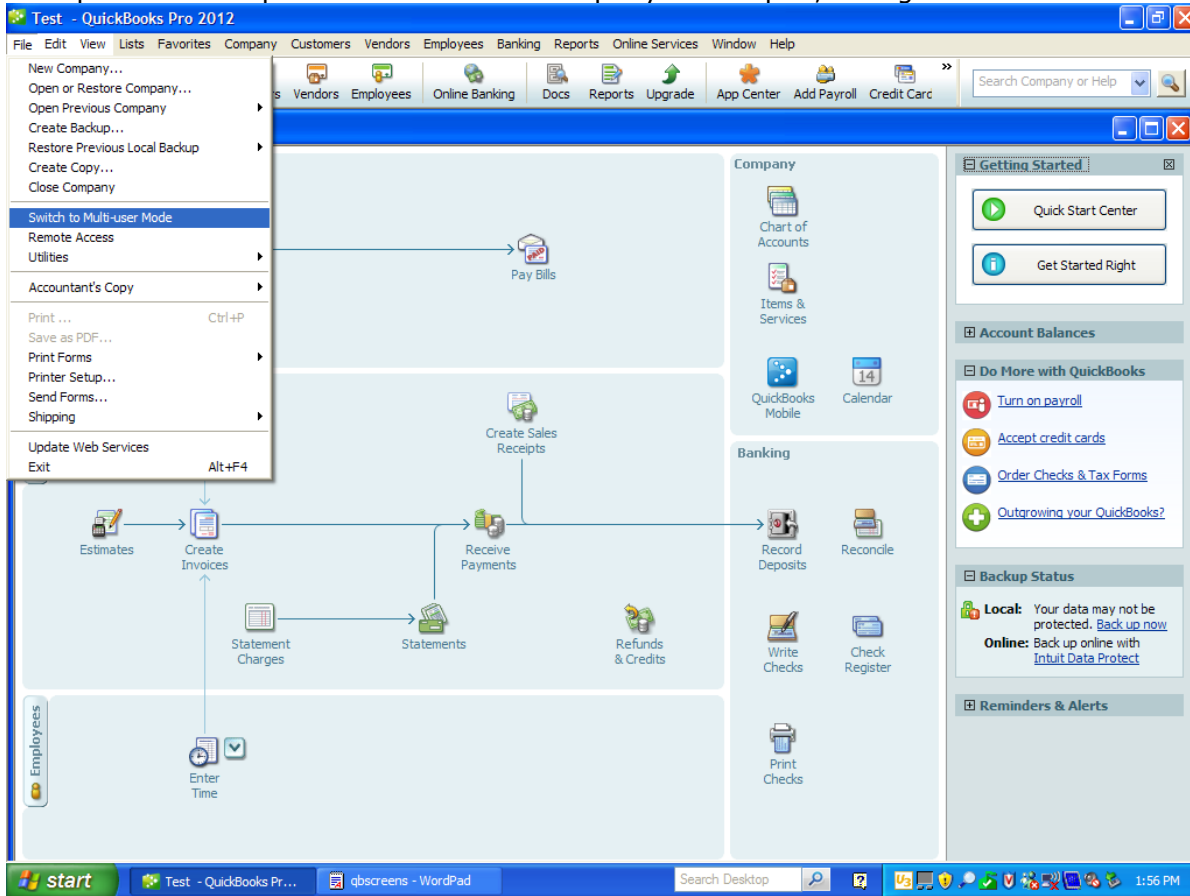 Test - QuickBooks Pro 2012
File Edit View Lists Favorites Company Customers Vendors Employees Banking Reports Online Services Window Help
New Company...
Open or Restore Company...
Open Previous Company
Create Backup...
Restore Previous Local Backup
Create Copy...
Close Company
Switch to Multi-user Mode
Remote Access
Utilities
Accountant's Copy
Print ... Ctrl+P
Save as PDF...
Print Forms
Printer Setup...
Send Forms...
Shipping
Update Web Services
Exit Alt+F4
Vendors Employees Online Banking Docs Reports Upgrade App Center Add Payroll Credit Card
Search Company or Help
Pay Bills
Create Sales
Receipts
Estimates
Create
Invoices
Receive
Payments
Statement
Charges
Statements
Refunds
& Credits
Employees
Enter
Time
Company
Chart of
Accounts
Items &
Services
QuickBooks
Mobile
14
Calendar
Banking
Record
Deposits
Reconcile
Write
Checks
Check
Register
Print
Checks
Getting Started
Quick Start Center
Get Started Right
Account Balances
Do More with QuickBooks
Turn on payroll
Accept credit cards
Order Checks & Tax Forms
Outgrowing your QuickBooks?
Backup Status
Local: Your data may not be
protected. Back up now
Online: Back up online with
Intuit Data Protect
Reminders & Alerts
start Test - QuickBooks Pr... qbscreens - WordPad Search Desktop 1:56 PM